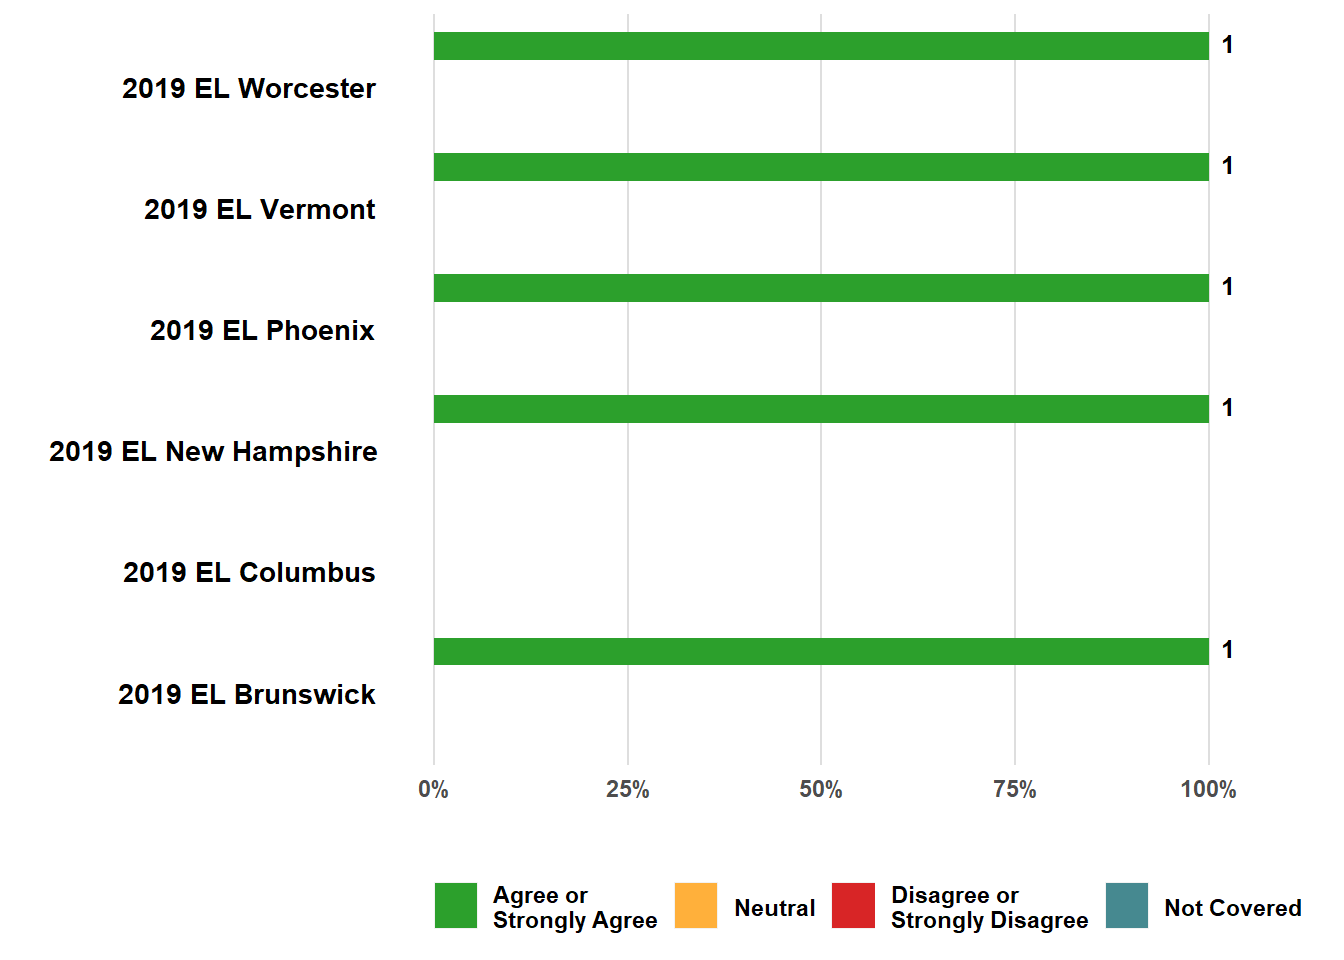 1
2019 EL Worcester
1
2019 EL Vermont
1
2019 EL Phoenix
1
2019 EL New Hampshire
2019 EL Columbus
1
2019 EL Brunswick
0% 25% 50% 75% 100%
Agree or
Strongly Agree
Neutral
Disagree or
Strongly Disagree
Not Covered